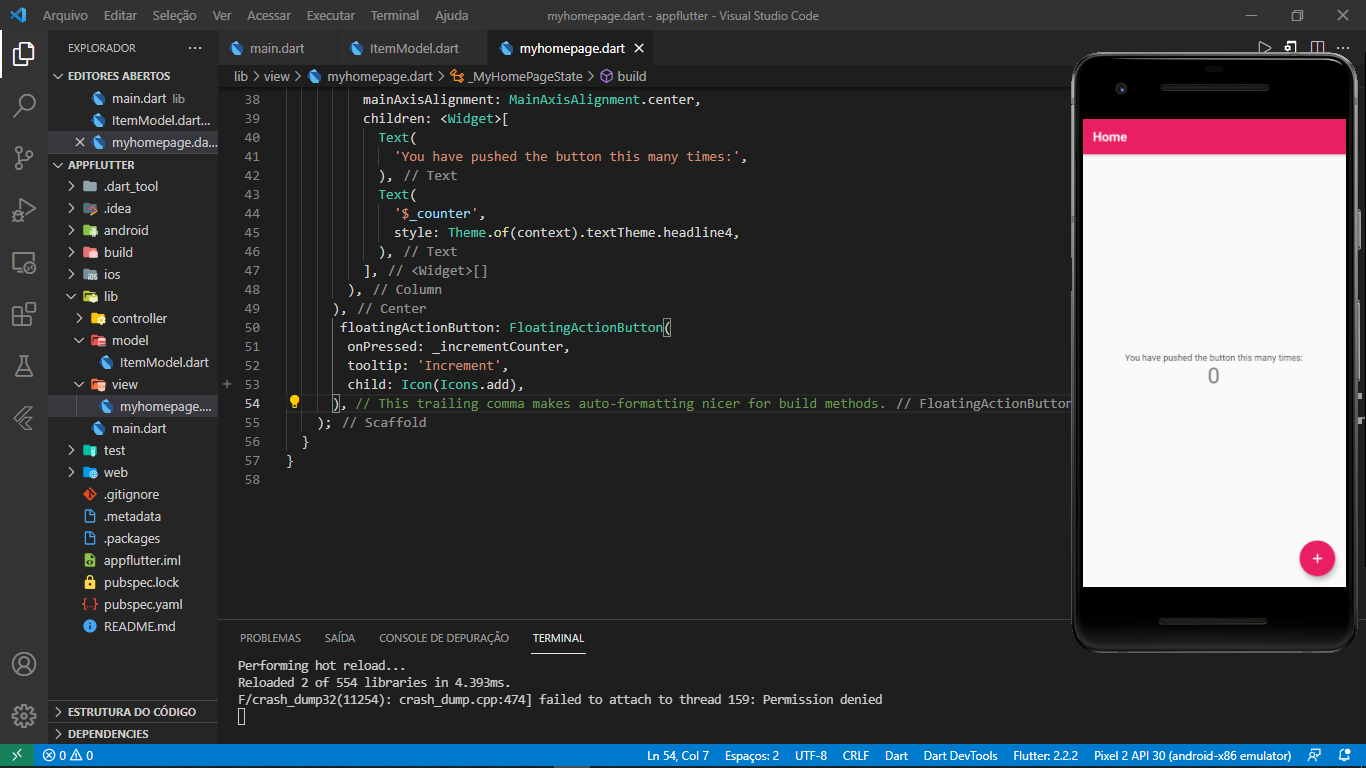 Arquivo Editar Seleção Ver Acessar Executar Terminal Ajuda myhomepage.dart - appflutter - Visual Studio Code
EXPLORADOR
EDITORES ABERTOS
main.dart lib
ItemModel.dart...
myhomepage.da...
APPFLUTTER
.dart_tool
.idea
android
build
ios
lib
controller
model
ItemModel.dart
view
myhomepage....
main.dart
test
web
.gitignore
.metadata
.packages
appflutter.iml
pubspec.lock
pubspec.yaml
README.md
ESTRUTURA DO CÓDIGO
DEPENDENCIES
main.dart ItemModel.dart myhomepage.dart
lib > view > myhomepage.dart > _MyHomePageState > build
38 mainAxisAlignment: MainAxisAlignment.center,
39 children: <Widget>[
40 Text(
41 'You have pushed the button this many times:',
42 ), // Text
43 Text(
44 '$_counter',
45 style: Theme.of(context).textTheme.headline4,
46 ), // Text
47 ], // <Widget>[]
48 ), // Column
49 ), // Center
50 floatingActionButton: FloatingActionButton(
51 onPressed: _incrementCounter,
52 tooltip: 'Increment',
53 child: Icon(Icons.add),
54 ), // This trailing comma makes auto-formatting nicer for build methods. // FloatingActionButton
55 ); // Scaffold
56 }
57 }
58
Home
You have pushed the button this many times:
0
PROBLEMAS SAÍDA CONSOLE DE DEPURAÇÃO TERMINAL
Performing hot reload...
Reloaded 2 of 554 libraries in 4.393ms.
F/crash_dump32(11254): crash_dump.cpp:474] failed to attach to thread 159: Permission denied
0 0 Ln 54, Col 7 Espaços: 2 UTF-8 CRLF Dart Dart DevTools Flutter: 2.2.2 Pixel 2 API 30 (android-x86 emulator)